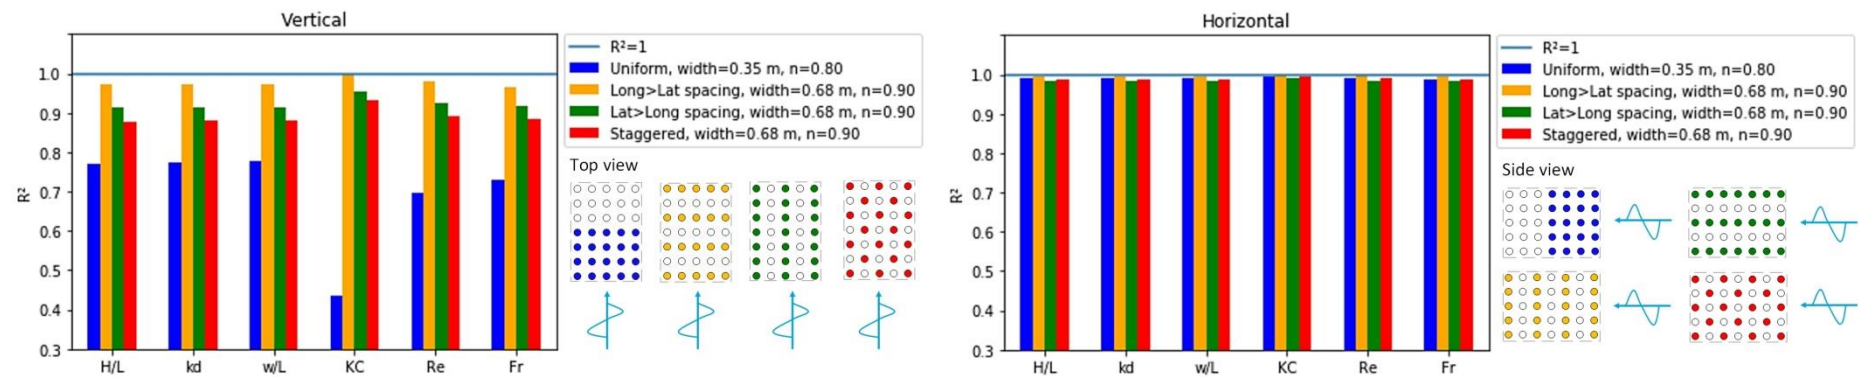 Vertical
R²
1.0
0.9
0.8
0.7
0.6
0.5
0.4
0.3
H/L kd w/L KC Re Fr
R²=1
Uniform, width=0.35 m, n=0.80
Long>Lat spacing, width=0.68 m, n=0.90
Lat>Long spacing, width=0.68 m, n=0.90
Staggered, width=0.68 m, n=0.90
Top view
Horizontal
R²
1.0
0.9
0.8
0.7
0.6
0.5
0.4
0.3
H/L kd w/L KC Re Fr
R²=1
Uniform, width=0.35 m, n=0.80
Long>Lat spacing, width=0.68 m, n=0.90
Lat>Long spacing, width=0.68 m, n=0.90
Staggered, width=0.68 m, n=0.90
Side view